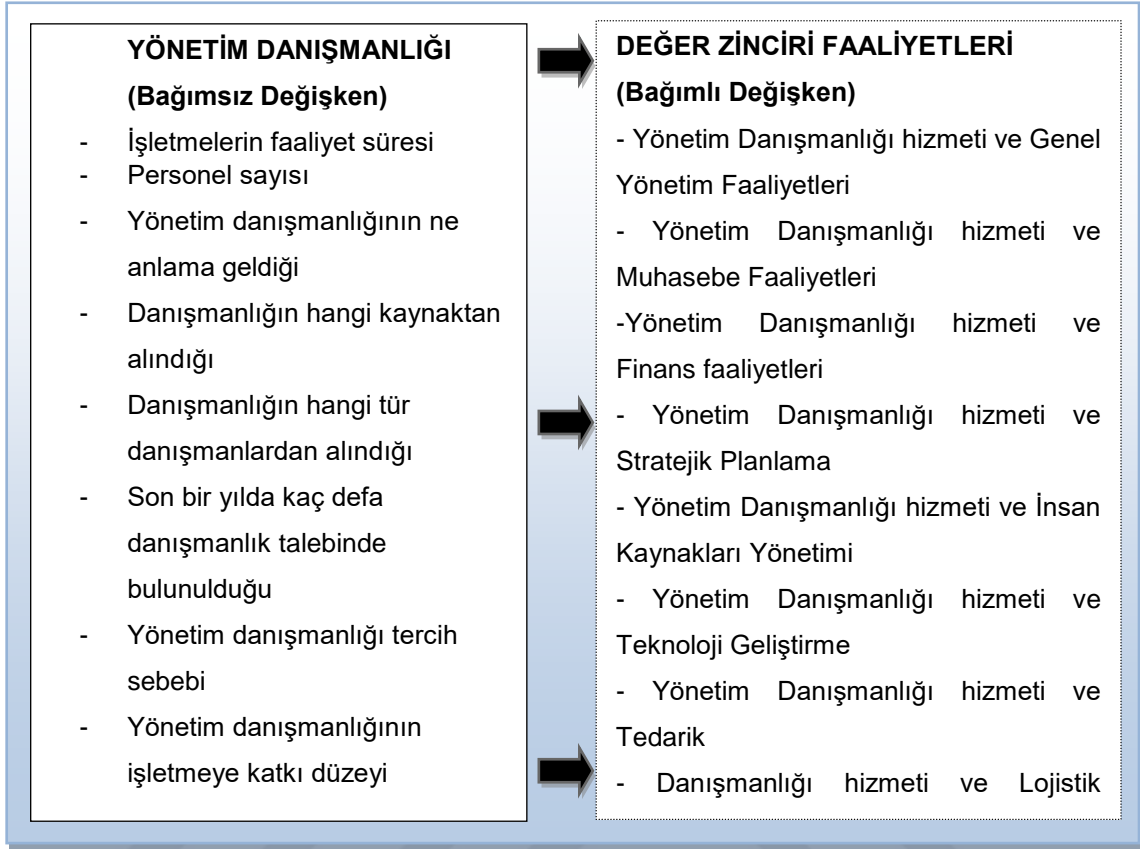 YÖNETİM DANIŞMANLIĞI
(Bağımsız Değişken)
- İşletmelerin faaliyet süresi
- Personel sayısı
- Yönetim danışmanlığının ne
anlama geldiği
- Danışmanlığın hangi kaynaktan
alındığı
- Danışmanlığın hangi tür
danışmanlardan alındığı
- Son bir yılda kaç defa
danışmanlık talebinde
bulunulduğu
- Yönetim danışmanlığı tercih
sebebi
- Yönetim danışmanlığının
işletmeye katkı düzeyi
DEĞER ZİNCİRİ FAALİYETLERİ
(Bağımlı Değişken)
- Yönetim Danışmanlığı hizmeti ve Genel
Yönetim Faaliyetleri
- Yönetim Danışmanlığı hizmeti ve
Muhasebe Faaliyetleri
-Yönetim Danışmanlığı hizmeti ve
Finans faaliyetleri
- Yönetim Danışmanlığı hizmeti ve
Stratejik Planlama
- Yönetim Danışmanlığı hizmeti ve İnsan
Kaynakları Yönetimi
- Yönetim Danışmanlığı hizmeti ve
Teknoloji Geliştirme
- Yönetim Danışmanlığı hizmeti ve
Tedarik
- Danışmanlığı hizmeti ve Lojistik